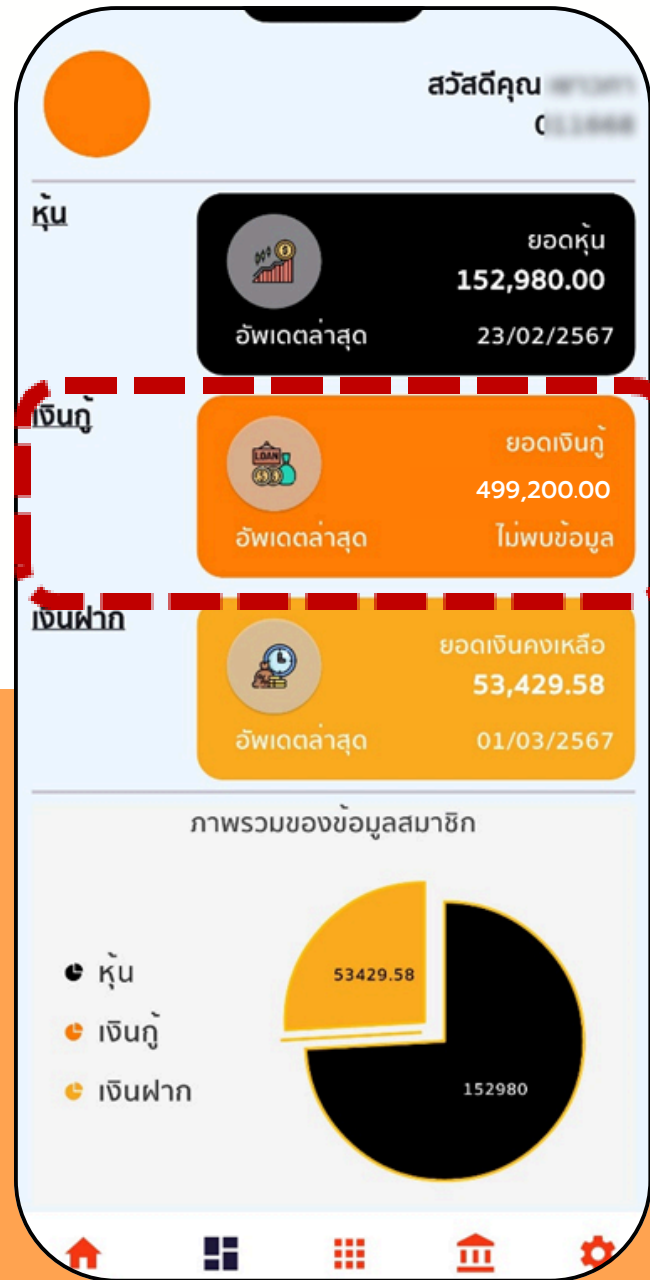 สวัสดีคุณ
หุ้น
ยอดหุ้น
152,980.00
อัพเดตล่าสุด 23/02/2567
เงินกู้
LOAN
ยอดเงินกู้
499,200.00
อัพเดตล่าสุด ไม่พบข้อมูล
เงินฝาก
ยอดเงินคงเหลือ
53,429.58
อัพเดตล่าสุด 01/03/2567
ภาพรวมของข้อมูลสมาชิก
หุ้น
เงินกู้
เงินฝาก
53429.58
152980